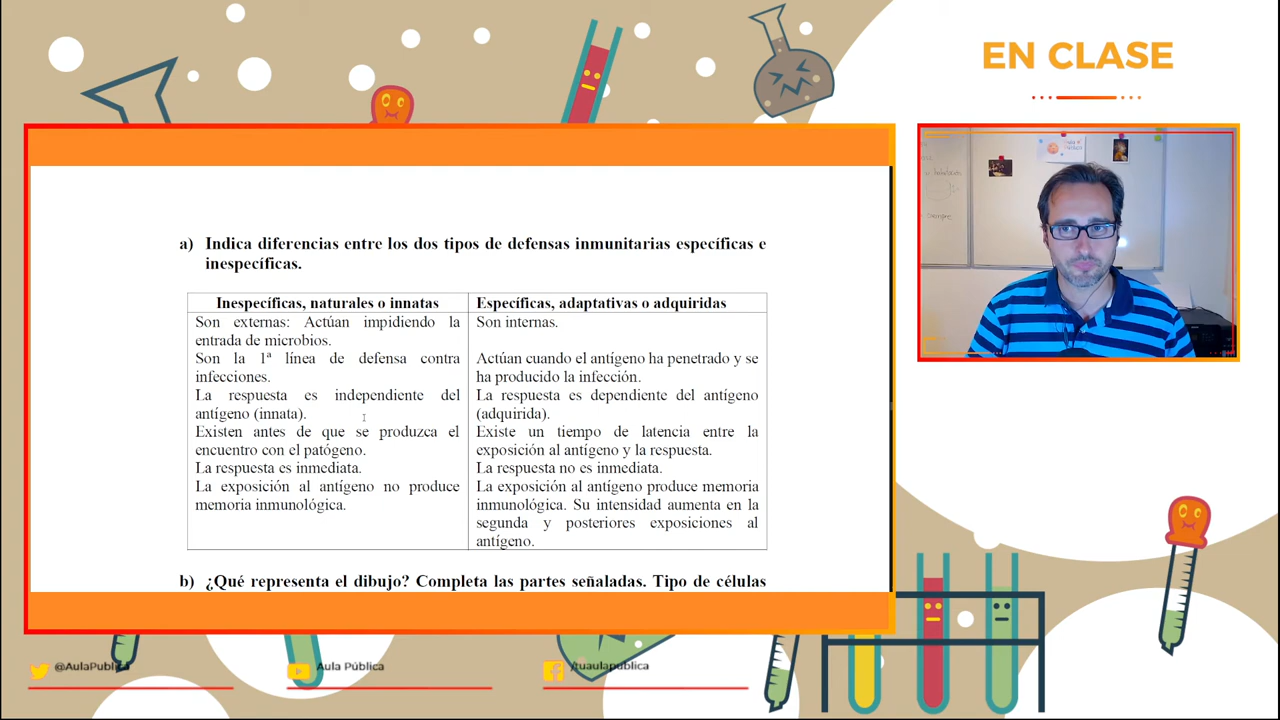 EN CLASE
a) Indica diferencias entre los dos tipos de defensas inmunitarias específicas e
inespecíficas.
Inespecíficas, naturales o innatas
Son externas: Actúan impidiendo la
entrada de microbios.
Son la 1ª línea de defensa contra
infecciones.
La respuesta es independiente del
antígeno (innata).
Existen antes de que se produzca el
encuentro con el patógeno.
La respuesta es inmediata.
La exposición al antígeno no produce
memoria inmunológica.
Específicas, adaptativas o adquiridas
Son internas.
Actúan cuando el antígeno ha penetrado y se
ha producido la infección.
La respuesta es dependiente del antígeno
(adquirida).
Existe un tiempo de latencia entre la
exposición al antígeno y la respuesta.
La respuesta no es inmediata.
La exposición al antígeno produce memoria
inmunológica. Su intensidad aumenta en la
segunda y posteriores exposiciones al
antígeno.
b) ¿Qué representa el dibujo? Completa las partes señaladas. Tipo de células
@AulaPublica
Aula Pública
/tuaulapublica